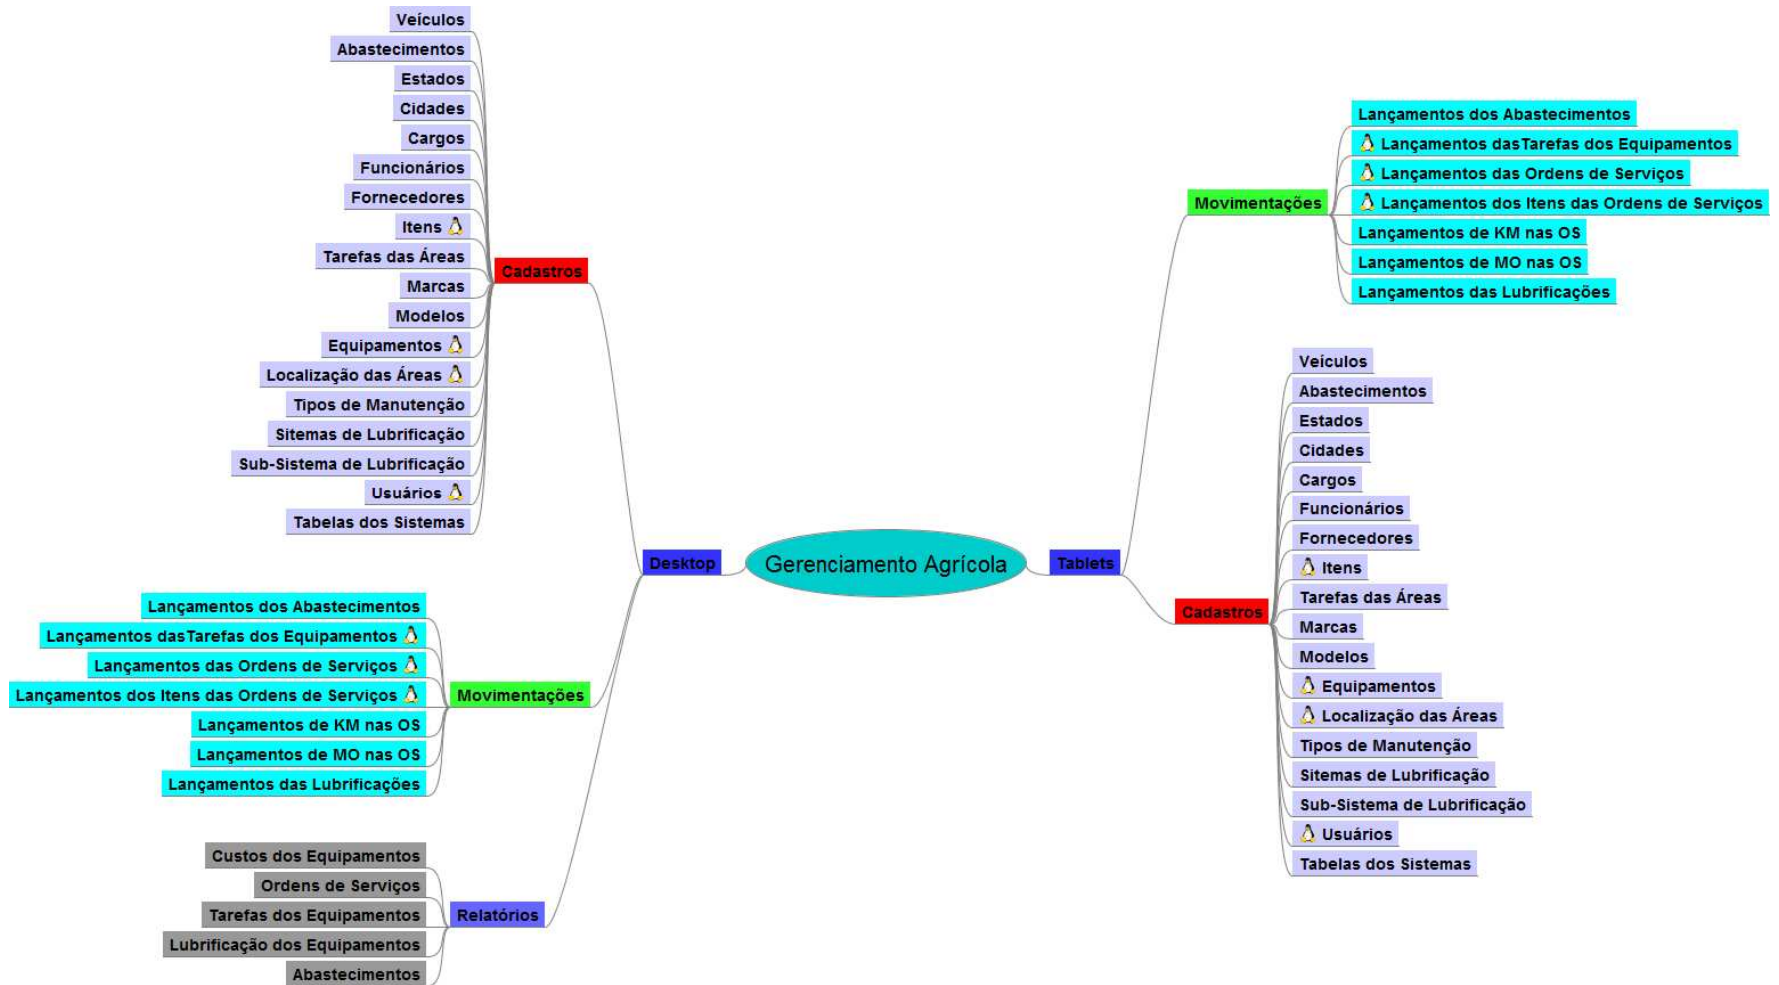 Veículos
Abastecimentos
Estados
Cidades
Cargos
Funcionários
Fornecedores
Itens
Tarefas das Áreas
Marcas
Modelos
Equipamentos
Localização das Áreas
Tipos de Manutenção
Sitemas de Lubrificação
Sub-Sistema de Lubrificação
Usuários
Tabelas dos Sistemas
Cadastros
Desktop
Lançamentos dos Abastecimentos
Lançamentos dasTarefas dos Equipamentos
Lançamentos das Ordens de Serviços
Lançamentos dos Itens das Ordens de Serviços
Lançamentos de KM nas OS
Lançamentos de MO nas OS
Lançamentos das Lubrificações
Movimentações
Custos dos Equipamentos
Ordens de Serviços
Tarefas dos Equipamentos
Lubrificação dos Equipamentos
Abastecimentos
Relatórios
Gerenciamento Agrícola
Tablets
Movimentações
Lançamentos dos Abastecimentos
Lançamentos dasTarefas dos Equipamentos
Lançamentos das Ordens de Serviços
Lançamentos dos Itens das Ordens de Serviços
Lançamentos de KM nas OS
Lançamentos de MO nas OS
Lançamentos das Lubrificações
Cadastros
Veículos
Abastecimentos
Estados
Cidades
Cargos
Funcionários
Fornecedores
Itens
Tarefas das Áreas
Marcas
Modelos
Equipamentos
Localização das Áreas
Tipos de Manutenção
Sitemas de Lubrificação
Sub-Sistema de Lubrificação
Usuários
Tabelas dos Sistemas